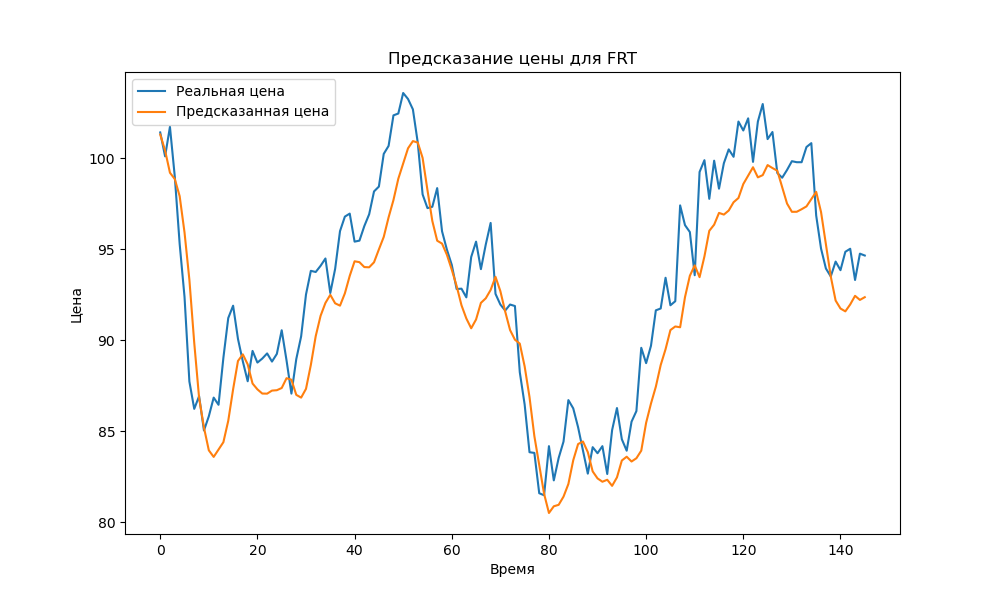 Предсказание цены для FRT
Реальная цена
Предсказанная цена
Цена
100
95
90
85
80
0 20 40 60 80 100 120 140
Время